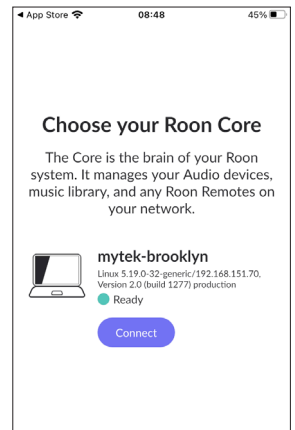 ◀ App Store 08:48 45%
Choose your Roon Core
The Core is the brain of your Roon
system. It manages your Audio devices,
music library, and any Roon Remotes on
your network.
mytek-brooklyn
Linux 5.19.0-32-generic/192.168.151.70,
Version 2.0 (build 1277) production
Ready
Connect